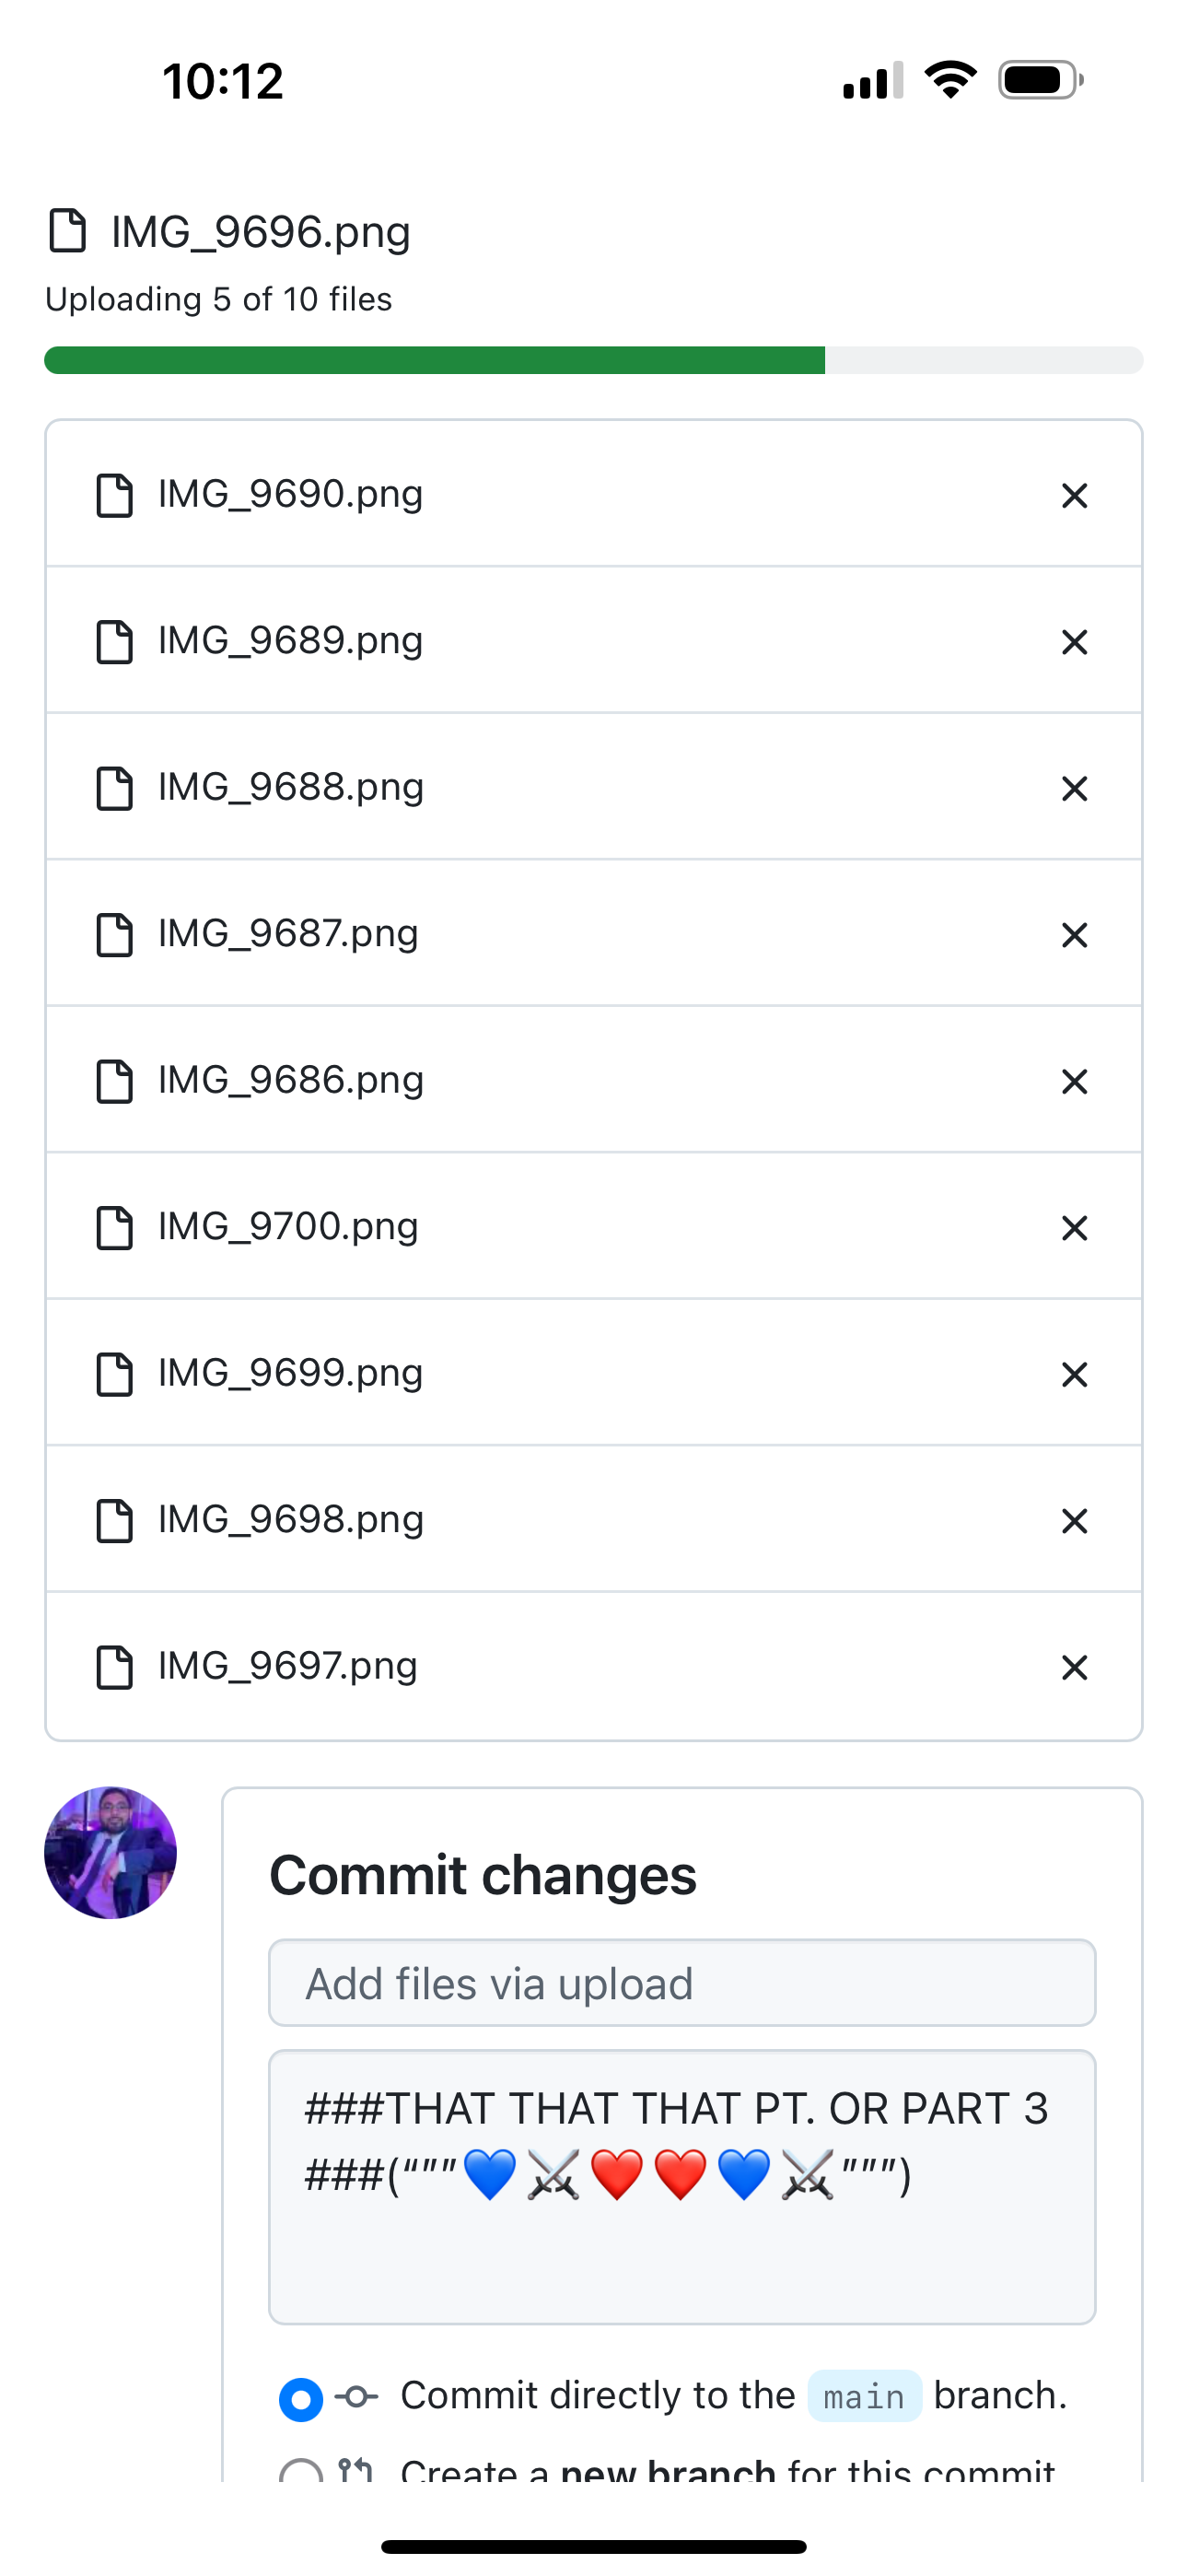 10:12
IMG_9696.png
Uploading 5 of 10 files
IMG_9690.png
IMG_9689.png
IMG_9688.png
IMG_9687.png
IMG_9686.png
IMG_9700.png
IMG_9699.png
IMG_9698.png
IMG_9697.png
Commit changes
Add files via upload
###THAT THAT THAT PT. OR PART 3
###(“””💙⚔️❤️❤️💙⚔️”””)
Commit directly to the main branch.
Create a new branch for this commit